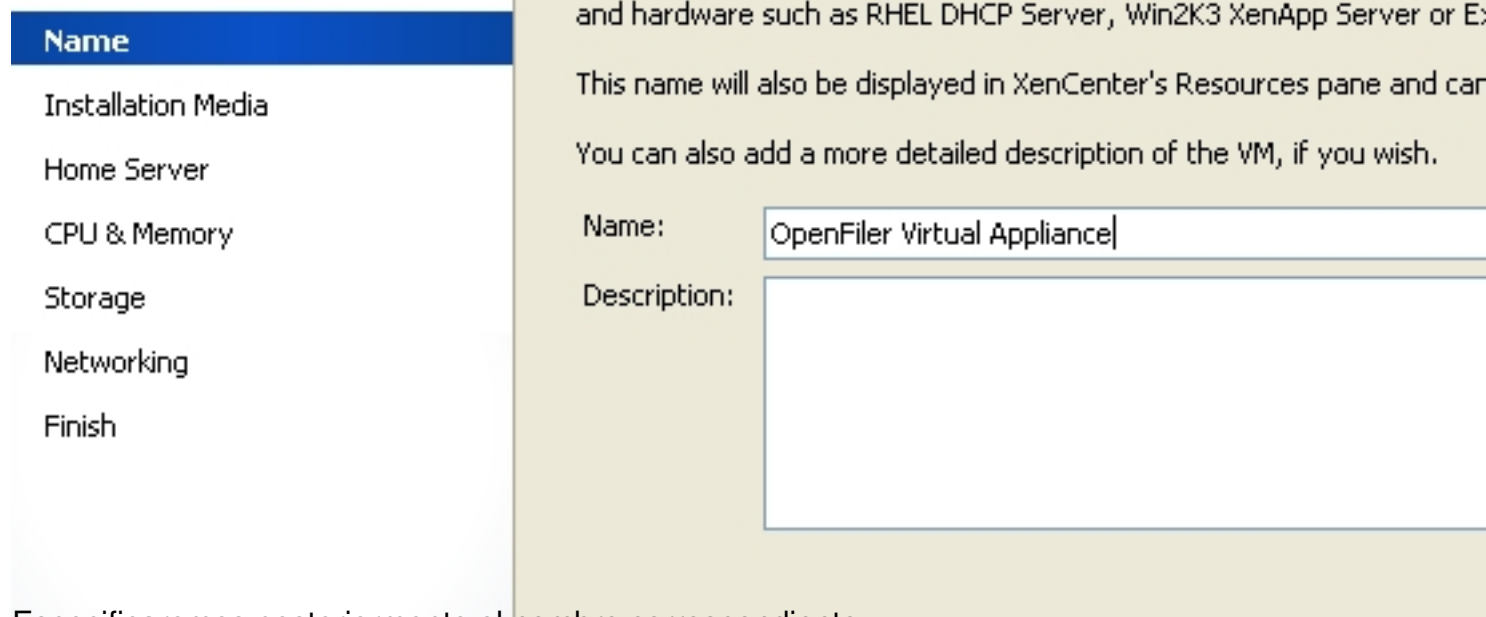 Name
Installation Media
Home Server
CPU & Memory
Storage
Networking
Finish
and hardware such as RHEL DHCP Server, Win2K3 XenApp Server or
This name will also be displayed in XenCenter's Resources pane and
You can also add a more detailed description of the VM, if you wish.
Name:
OpenFiler Virtual Appliance
Description: